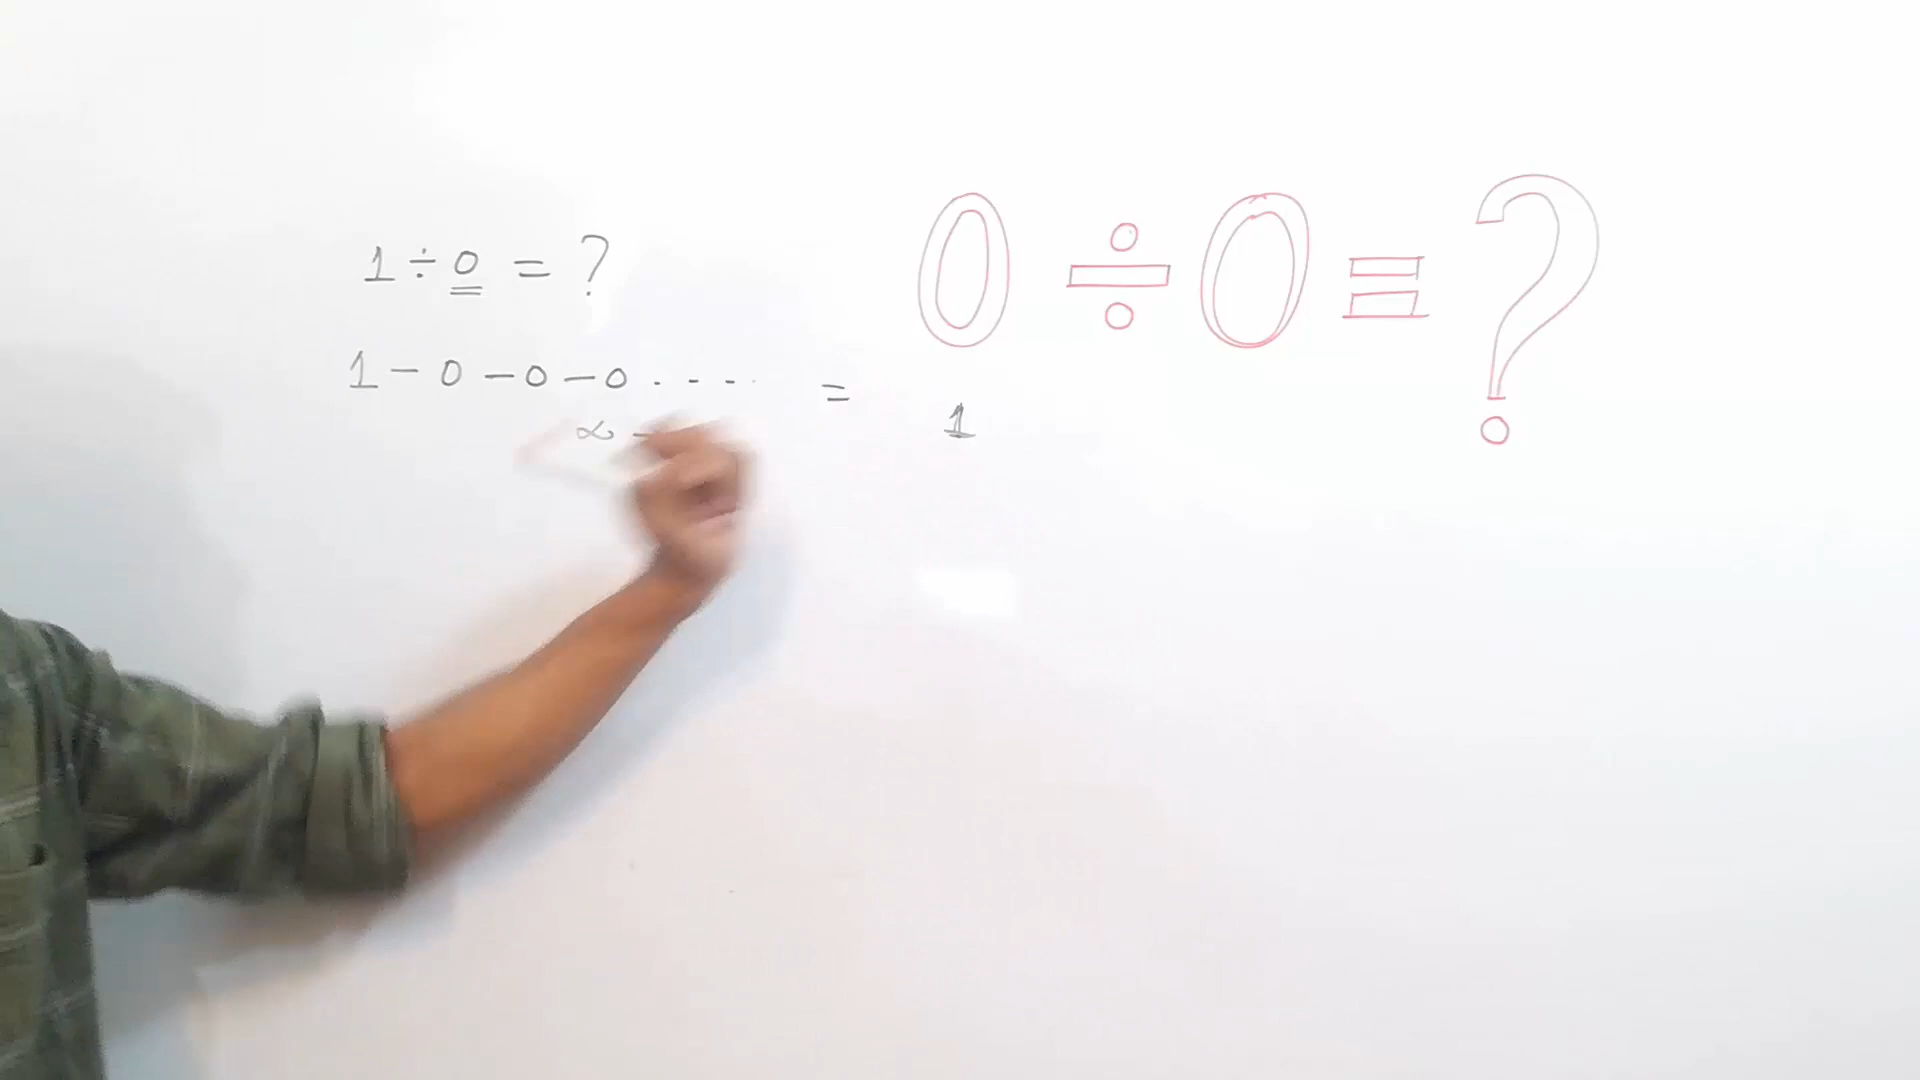 1 ÷ 0 = ?
1 - 0 - 0 - 0 . - - - . = 1
∝
0 ÷ 0 = ?